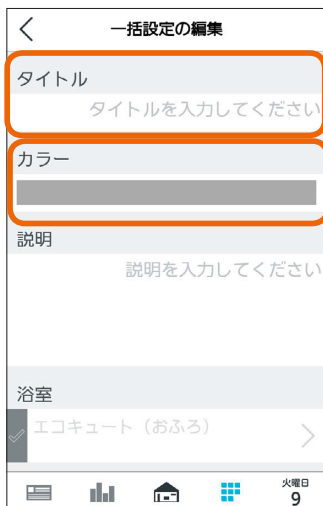 一括設定の編集
タイトル
タイトルを入力してください
カラー
説明
説明を入力してください
浴室
エコキュート（おふろ）
火曜日
9